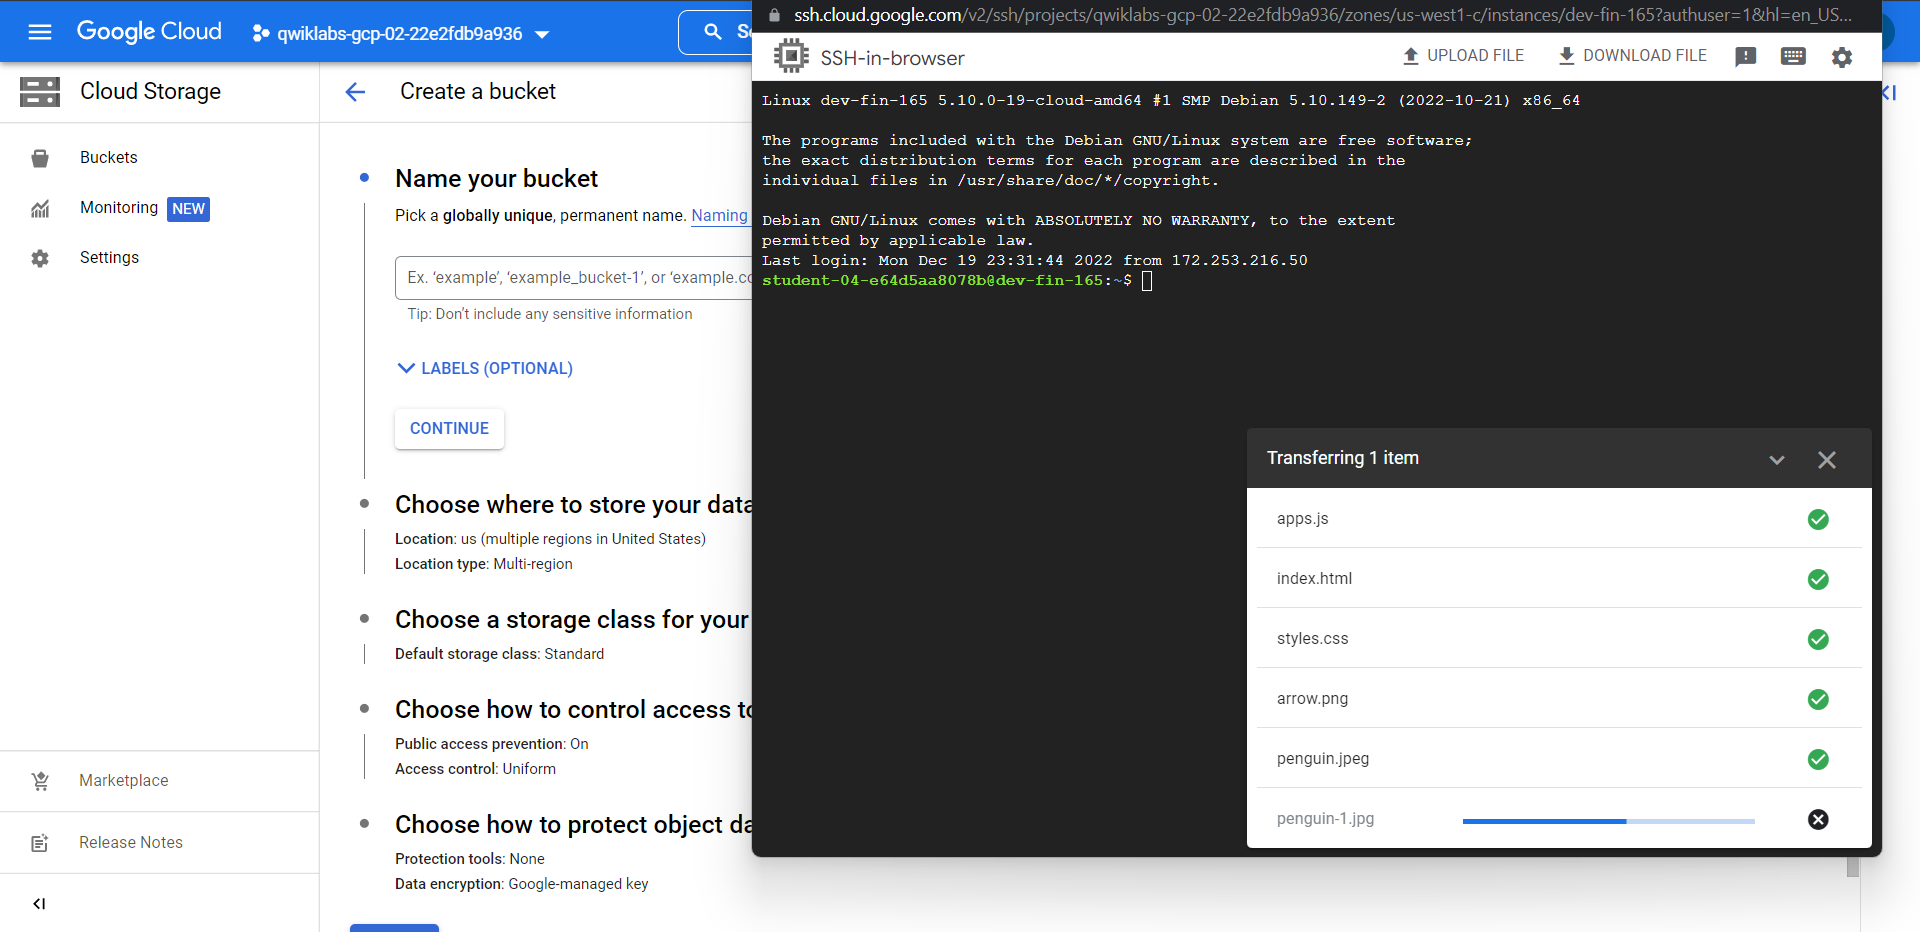 Google Cloud
qwiklabs-gcp-02-22e2fdb9a936
Cloud Storage
Buckets
Monitoring NEW
Settings
Marketplace
Release Notes
Create a bucket
Name your bucket
Pick a globally unique, permanent name. Naming
Ex. ‘example’, ‘example_bucket-1’, or ‘example.co
Tip: Don’t include any sensitive information
LABELS (OPTIONAL)
CONTINUE
Choose where to store your data
Location: us (multiple regions in United States)
Location type: Multi-region
Choose a storage class for your
Default storage class: Standard
Choose how to control access to
Public access prevention: On
Access control: Uniform
Choose how to protect object da
Protection tools: None
Data encryption: Google-managed key
ssh.cloud.google.com/v2/ssh/projects/qwiklabs-gcp-02-22e2fdb9a936/zones/us-west1-c/instances/dev-fin-165?authuser=1&hl=en_US...
SSH-in-browser
UPLOAD FILE
DOWNLOAD FILE
Linux dev-fin-165 5.10.0-19-cloud-amd64 #1 SMP Debian 5.10.149-2 (2022-10-21) x86_64
The programs included with the Debian GNU/Linux system are free software;
the exact distribution terms for each program are described in the
individual files in /usr/share/doc/*/copyright.
Debian GNU/Linux comes with ABSOLUTELY NO WARRANTY, to the extent
permitted by applicable law.
Last login: Mon Dec 19 23:31:44 2022 from 172.253.216.50
student-04-e64d5aa8078b@dev-fin-165:~$
Transferring 1 item
apps.js
index.html
styles.css
arrow.png
penguin.jpeg
penguin-1.jpg